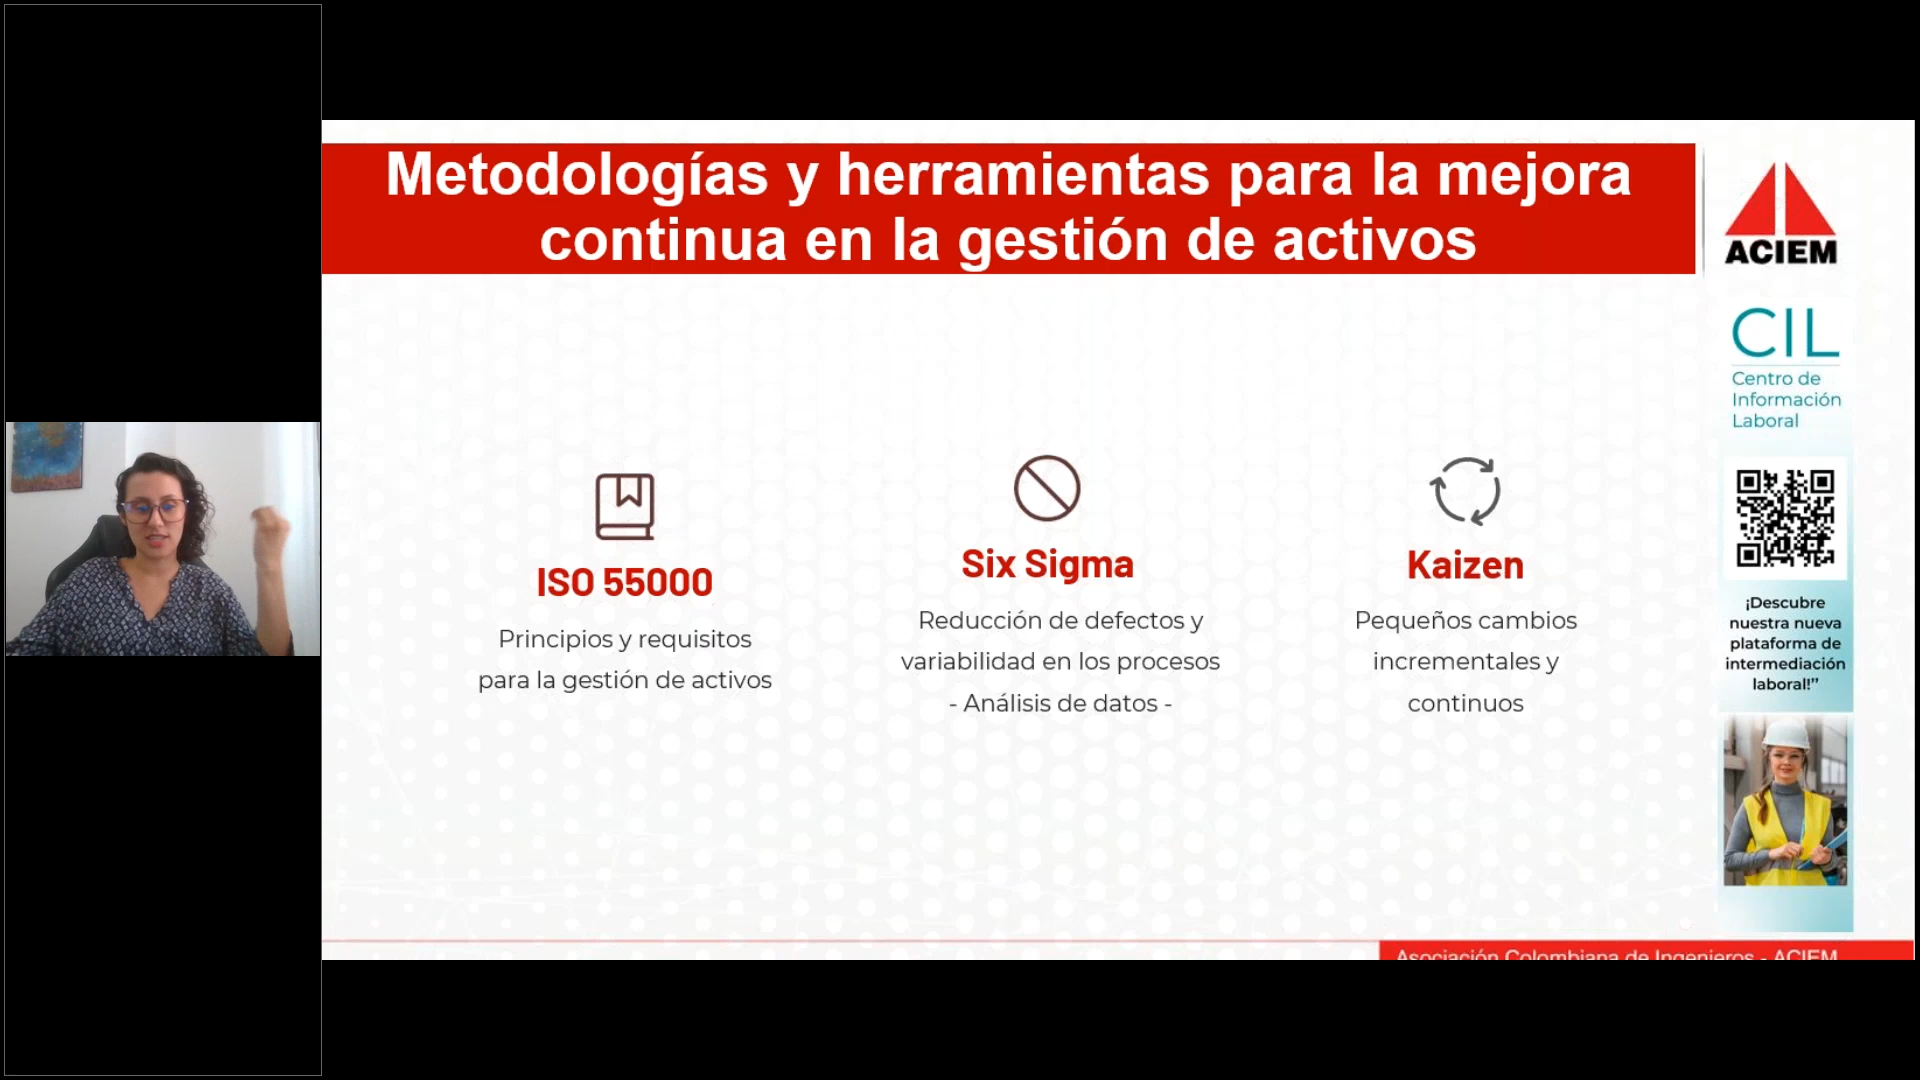 Metodologías y herramientas para la mejora
continua en la gestión de activos
ISO 55000
Principios y requisitos
para la gestión de activos
Six Sigma
Reducción de defectos y
variabilidad en los procesos
- Análisis de datos -
Kaizen
Pequeños cambios
incrementales y
continuos
ACIEM
CIL
Centro de
Información
Laboral
¡Descubre
nuestra nueva
plataforma de
intermediación
laboral!”
Asociación Colombiana de Ingenieros - ACIEM